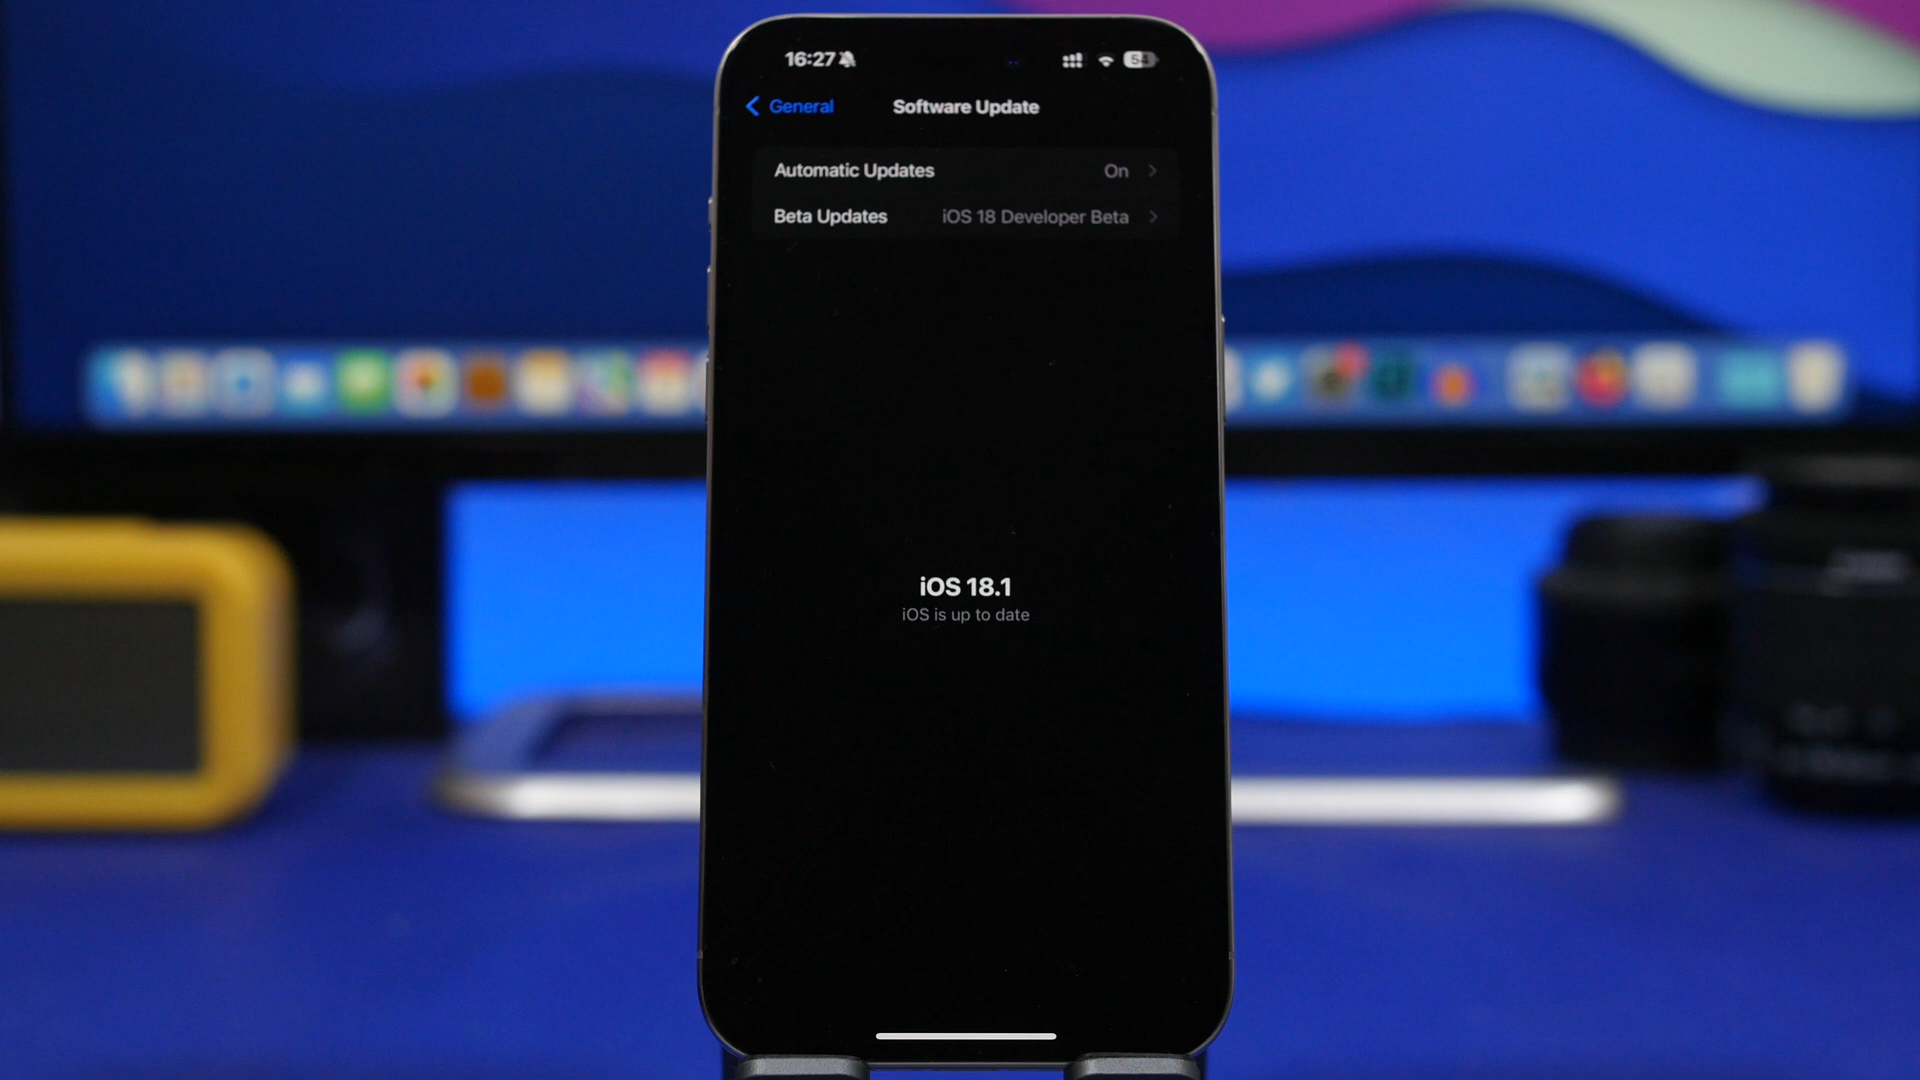 16:27
54
General
Software Update
Automatic Updates On
Beta Updates iOS 18 Developer Beta
iOS 18.1
iOS is up to date